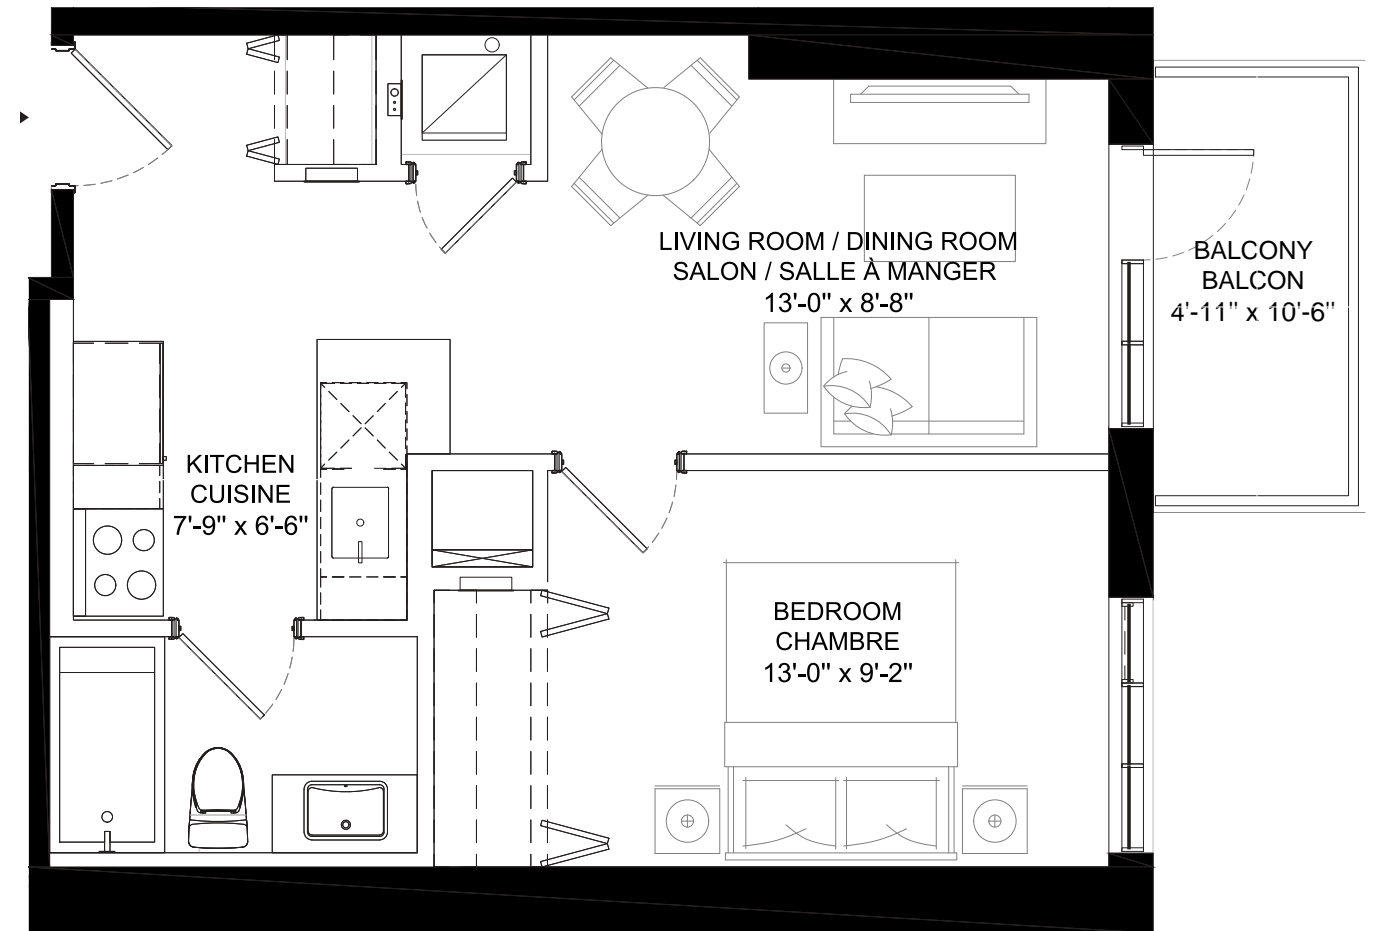 LIVING ROOM / DINING ROOM
SALON / SALLE À MANGER
13'-0" x 8'-8"
BALCONY
BALCON
4'-11" x 10'-6"
KITCHEN
CUISINE
7'-9" x 6'-6"
BEDROOM
CHAMBRE
13'-0" x 9'-2"